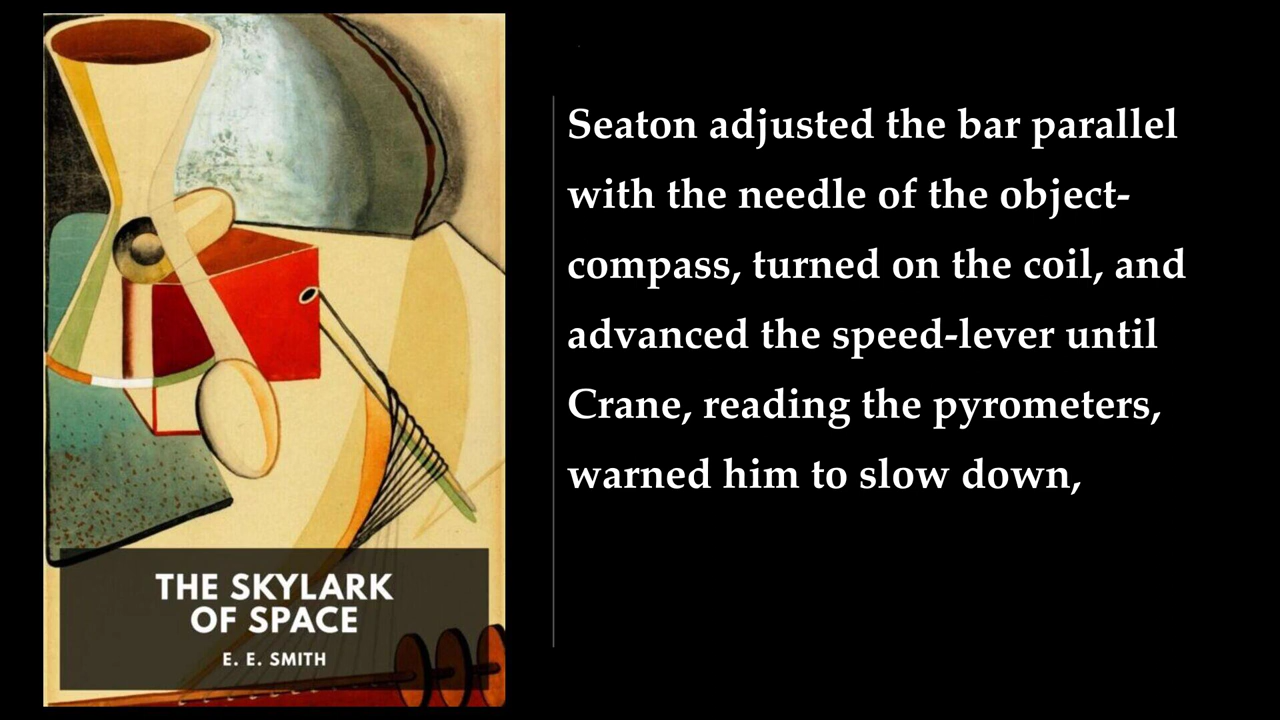 Seaton adjusted the bar parallel
with the needle of the object-
compass, turned on the coil, and
advanced the speed-lever until
Crane, reading the pyrometers,
warned him to slow down,
THE SKYLARK
OF SPACE
E. E. SMITH